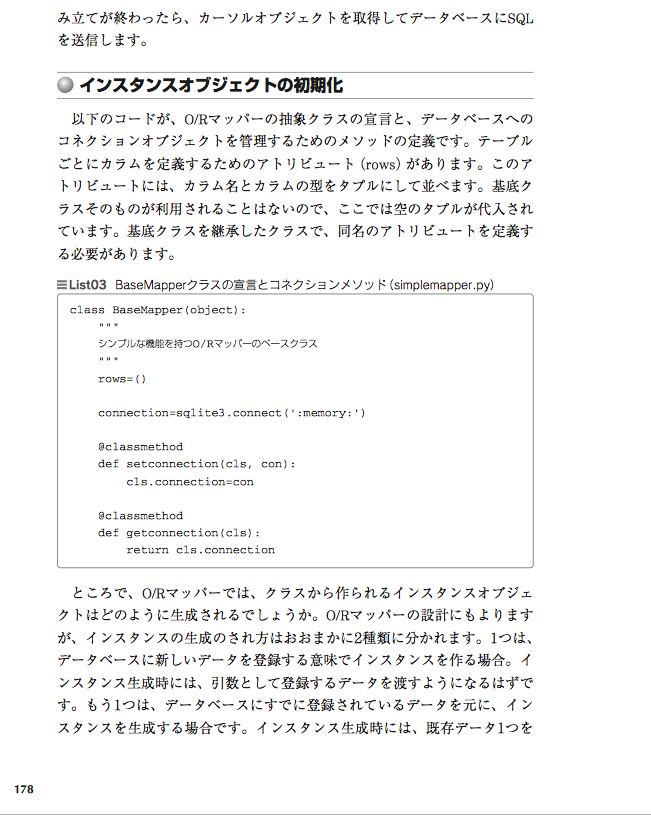 み立てが終わったら、カーソルオブジェクトを取得してデータベースにSQL
を送信します。
インスタンスオブジェクトの初期化
以下のコードが、O/Rマッパーの抽象クラスの宣言と、データベースへの
コネクションオブジェクトを管理するためのメソッドの定義です。テーブル
ごとにカラムを定義するためのアトリビュート（rows）があります。このア
トリビュートには、カラム名とカラムの型をタプルにして並べます。基底ク
ラスそのものが利用されることはないので、ここでは空のタプルが代入され
ています。基底クラスを継承したクラスで、同名のアトリビュートを定義す
る必要があります。
List03 BaseMapperクラスの宣言とコネクションメソッド（simplemapper.py）
class BaseMapper(object):
    """
    シンプルな機能を持つO/Rマッパーのベースクラス
    """
    rows=()
    connection=sqlite3.connect(':memory:')
    @classmethod
    def setconnection(cls, con):
        cls.connection=con
    @classmethod
    def getconnection(cls):
        return cls.connection
ところで、O/Rマッパーでは、クラスから作られるインスタンスオブジェ
クトはどのように生成されるでしょうか。O/Rマッパーの設計にもよります
が、インスタンスの生成のされ方はおおまかに2種類に分かれます。1つは、
データベースに新しいデータを登録する意味でインスタンスを作る場合。イ
ンスタンス生成時には、引数として登録するデータを渡すようになるはずで
す。もう1つは、データベースにすでに登録されているデータを元に、イン
スタンスを生成する場合です。インスタンス生成時には、既存データ1つを
178